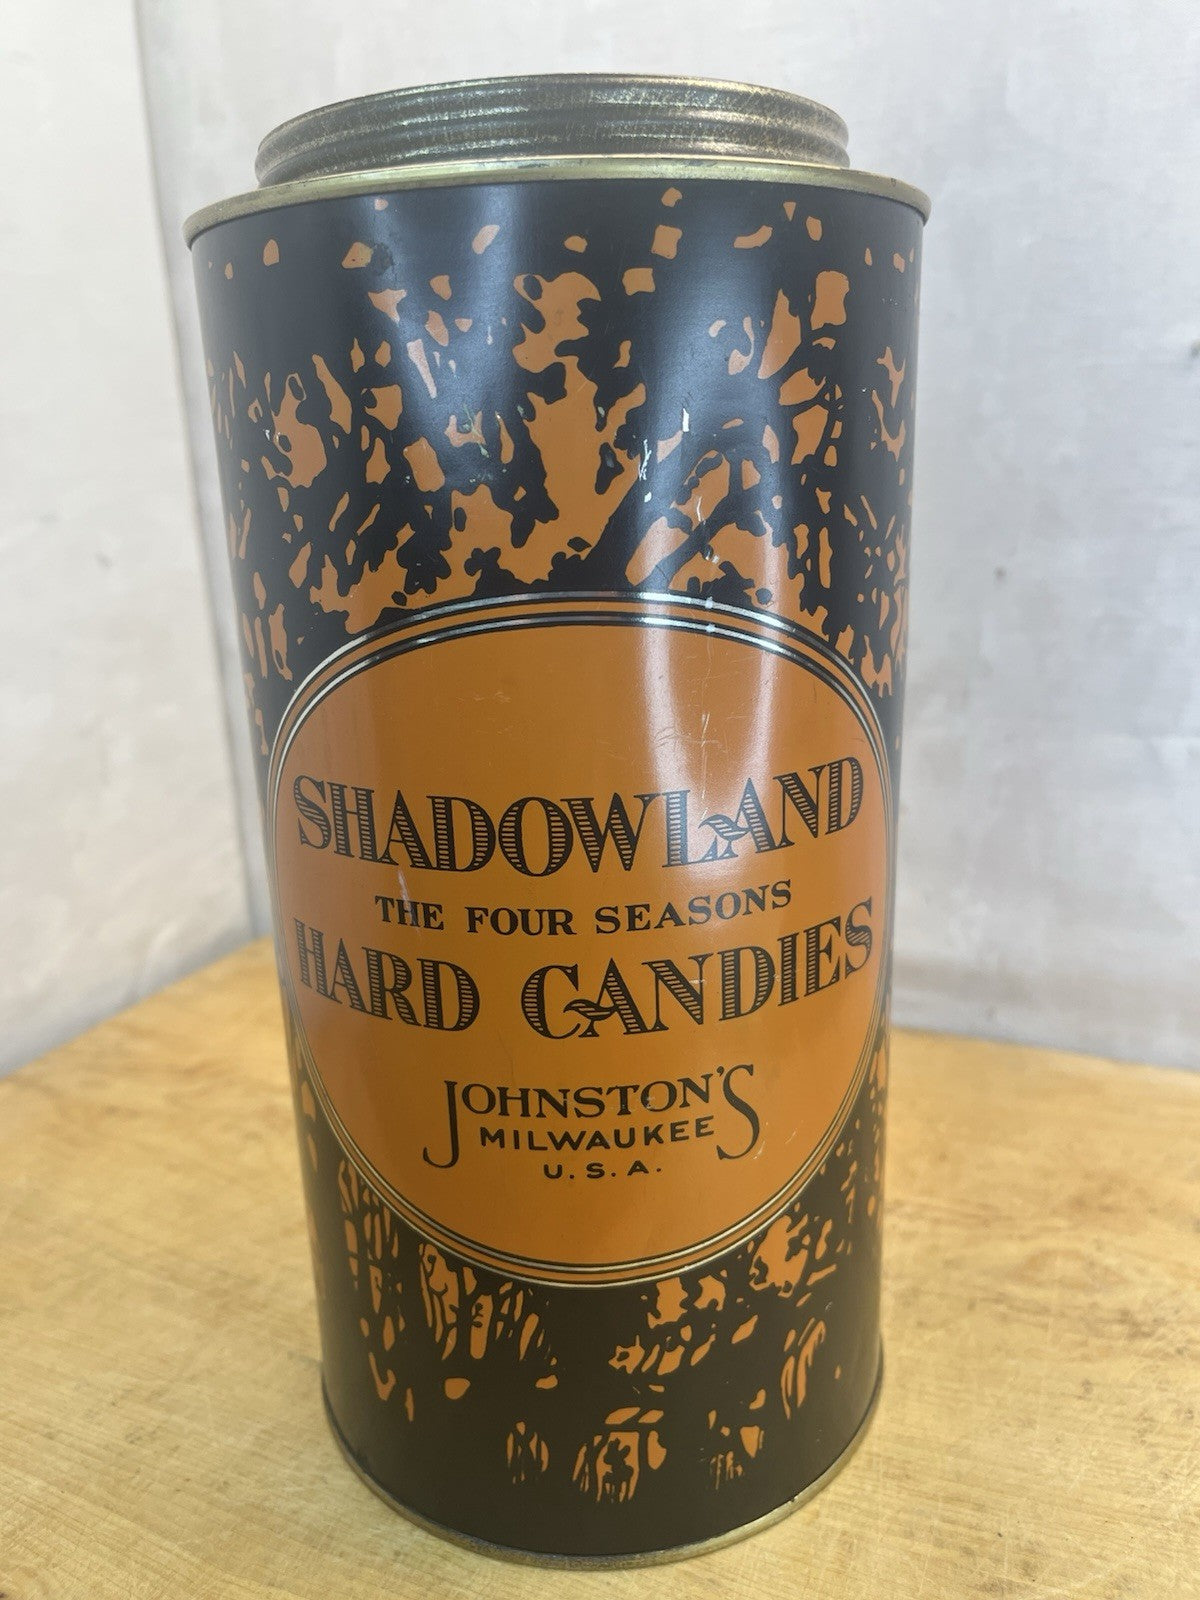 SHADOWLAND
THE FOUR SEASONS
HARD CANDIES
JOHNSTON'S
MILWAUKEE
U.S.A.